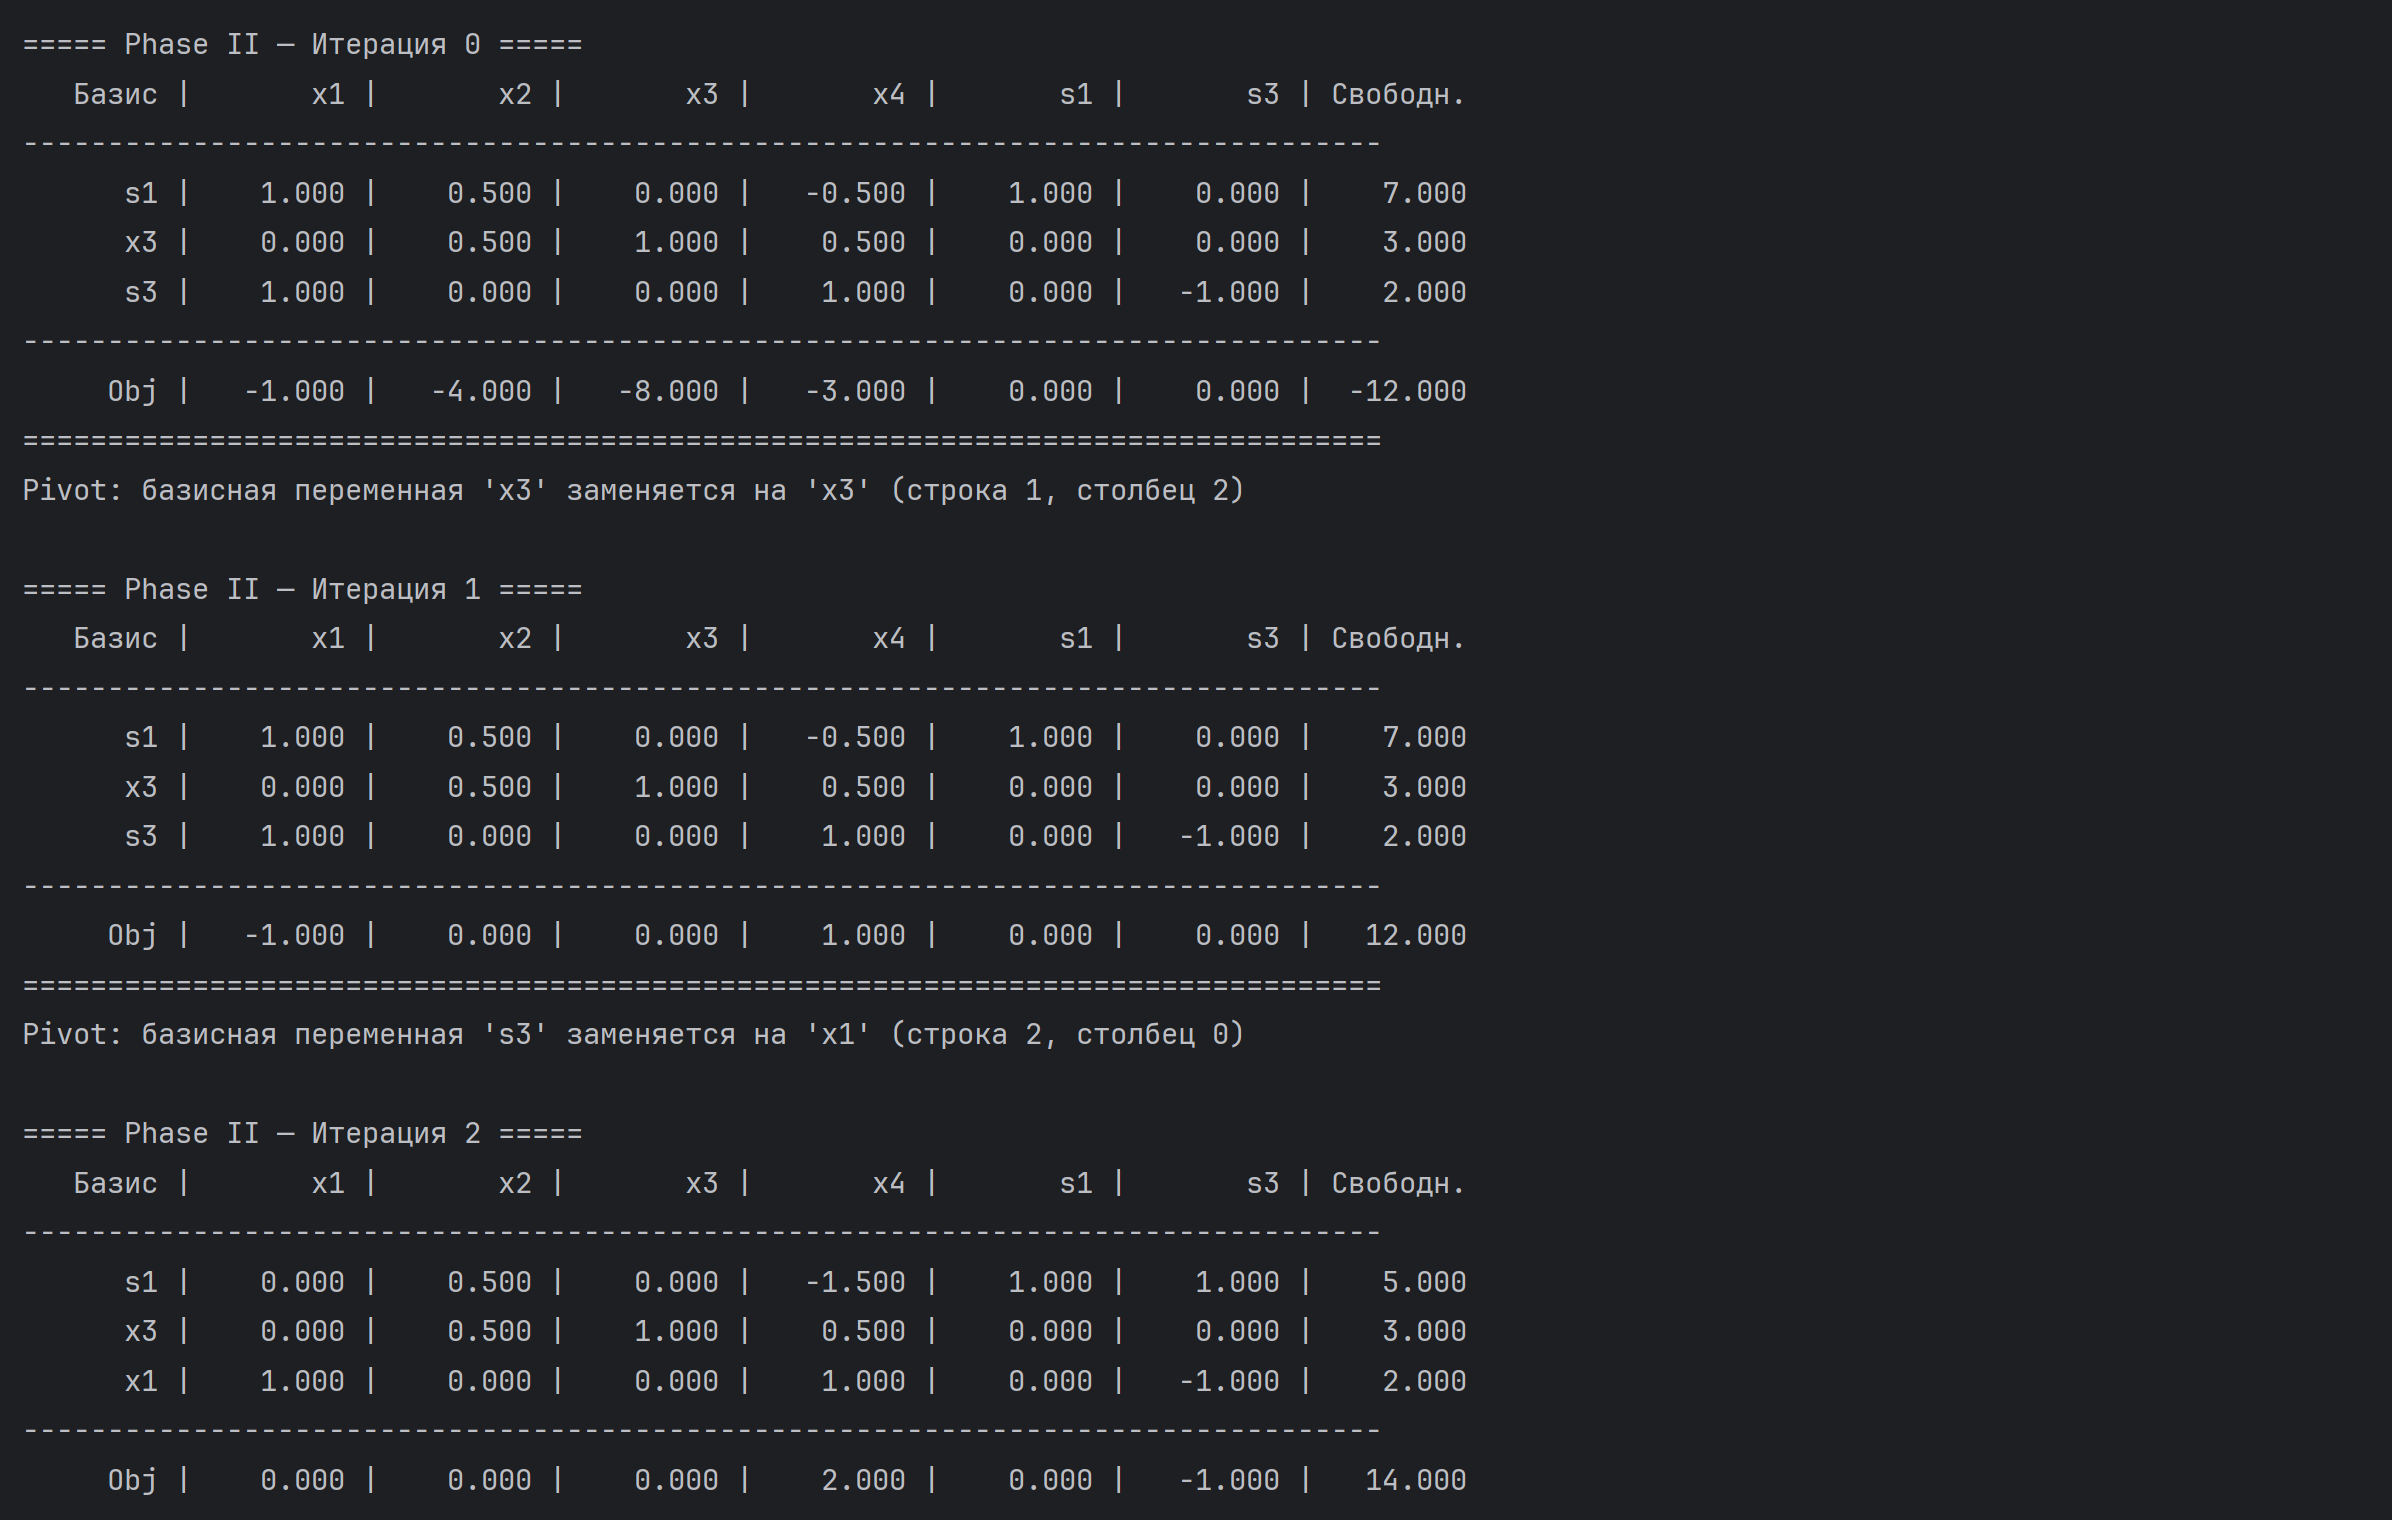 ===== Phase II — Итерация 0 =====
   Базис |       x1 |       x2 |       x3 |       x4 |       s1 |       s3 | Свободн.
--------------------------------------------------------------------------------
      s1 |    1.000 |    0.500 |    0.000 |   -0.500 |    1.000 |    0.000 |    7.000
      x3 |    0.000 |    0.500 |    1.000 |    0.500 |    0.000 |    0.000 |    3.000
      s3 |    1.000 |    0.000 |    0.000 |    1.000 |    0.000 |   -1.000 |    2.000
--------------------------------------------------------------------------------
     Obj |   -1.000 |   -4.000 |   -8.000 |   -3.000 |    0.000 |    0.000 |  -12.000
================================================================================
Pivot: базисная переменная 'x3' заменяется на 'x3' (строка 1, столбец 2)

===== Phase II — Итерация 1 =====
   Базис |       x1 |       x2 |       x3 |       x4 |       s1 |       s3 | Свободн.
--------------------------------------------------------------------------------
      s1 |    1.000 |    0.500 |    0.000 |   -0.500 |    1.000 |    0.000 |    7.000
      x3 |    0.000 |    0.500 |    1.000 |    0.500 |    0.000 |    0.000 |    3.000
      s3 |    1.000 |    0.000 |    0.000 |    1.000 |    0.000 |   -1.000 |    2.000
--------------------------------------------------------------------------------
     Obj |   -1.000 |    0.000 |    0.000 |    1.000 |    0.000 |    0.000 |   12.000
================================================================================
Pivot: базисная переменная 's3' заменяется на 'x1' (строка 2, столбец 0)

===== Phase II — Итерация 2 =====
   Базис |       x1 |       x2 |       x3 |       x4 |       s1 |       s3 | Свободн.
--------------------------------------------------------------------------------
      s1 |    0.000 |    0.500 |    0.000 |   -1.500 |    1.000 |    1.000 |    5.000
      x3 |    0.000 |    0.500 |    1.000 |    0.500 |    0.000 |    0.000 |    3.000
      x1 |    1.000 |    0.000 |    0.000 |    1.000 |    0.000 |   -1.000 |    2.000
--------------------------------------------------------------------------------
     Obj |    0.000 |    0.000 |    0.000 |    2.000 |    0.000 |   -1.000 |   14.000